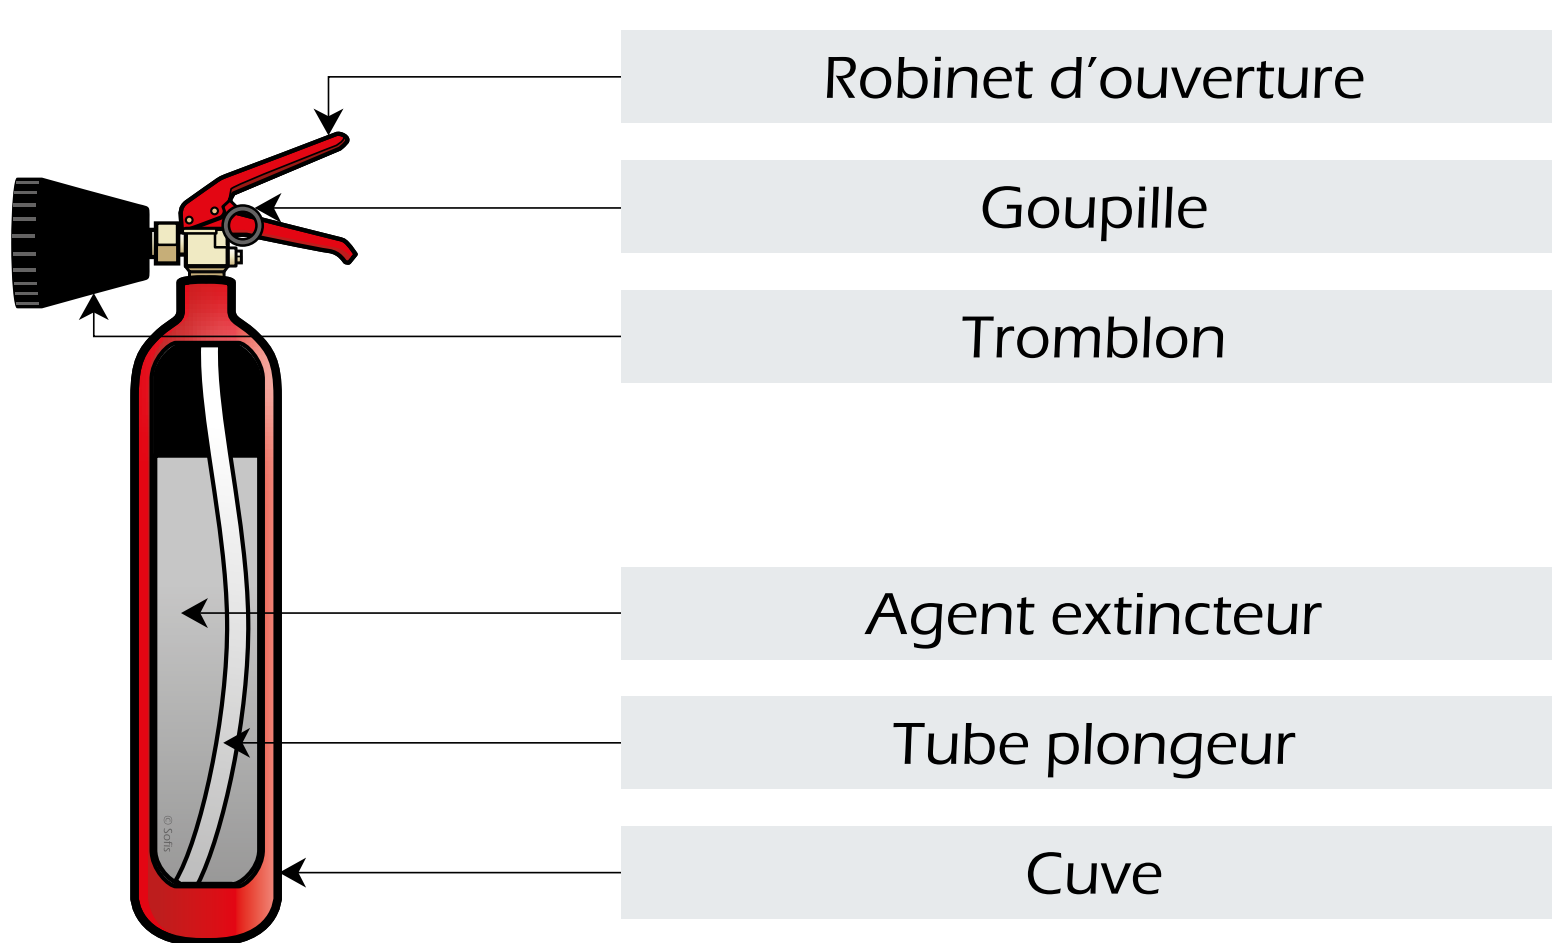 Robinet d’ouverture
Goupille
Tromblon
Agent extincteur
Tube plongeur
Cuve
© Sofis